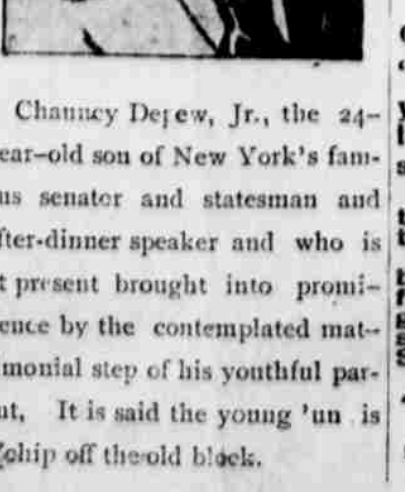 Chauncy Depew, Jr., the 24-
ear-old son of New York's fam-
us senator and statesman and
fter-dinner speaker and who is
t present brought into promi-
ence by the contemplated mat-
imonial step of his youthful par-
nt, It is said the young 'un is
chip off the old block.